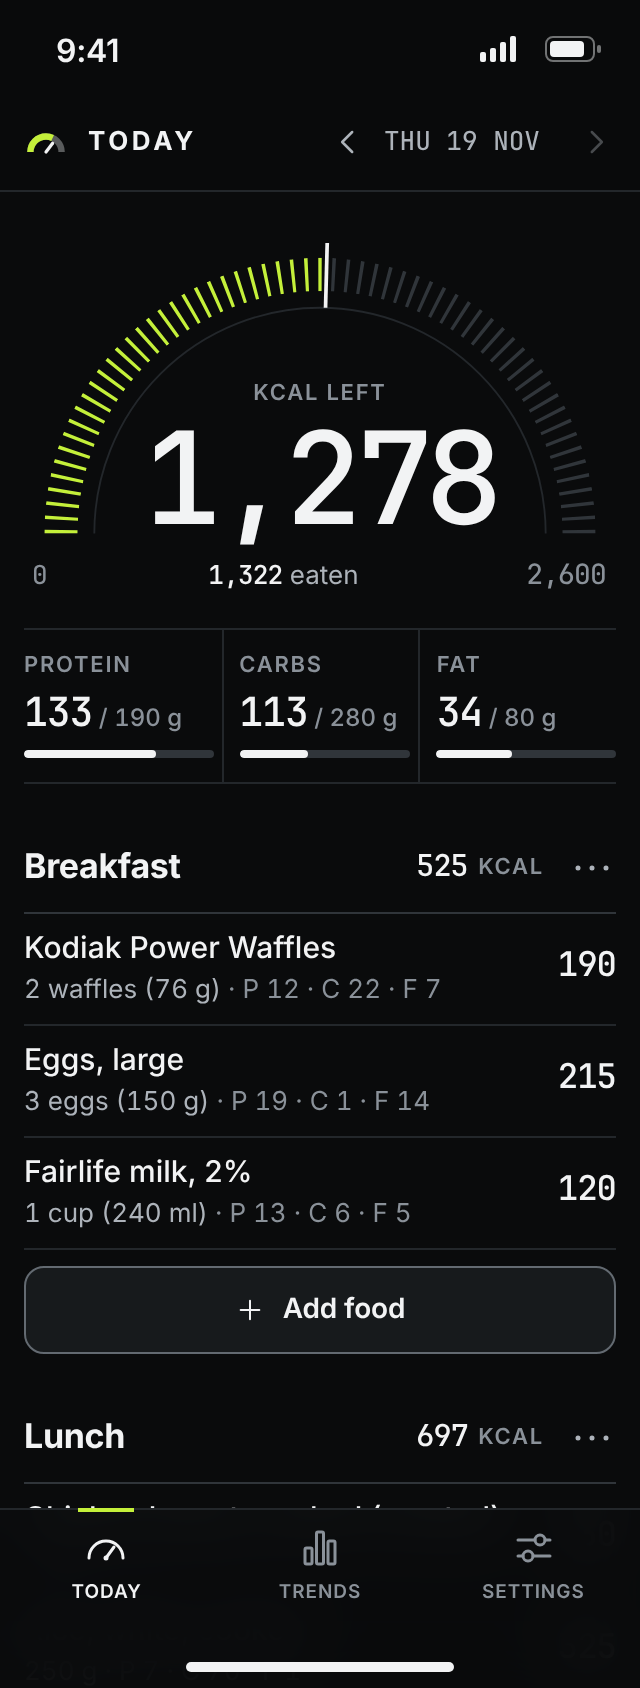 9:41
TODAY
THU 19 NOV
KCAL LEFT
1,278
0
1,322 eaten
2,600
PROTEIN
133 / 190 g
CARBS
113 / 280 g
FAT
34 / 80 g
Breakfast
525 KCAL
Kodiak Power Waffles
2 waffles (76 g) · P 12 · C 22 · F 7
190
Eggs, large
3 eggs (150 g) · P 19 · C 1 · F 14
215
Fairlife milk, 2%
1 cup (240 ml) · P 13 · C 6 · F 5
120
+ Add food
Lunch
697 KCAL
TODAY
TRENDS
SETTINGS